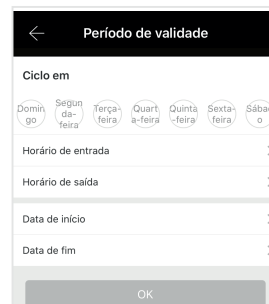 Período de validade
Ciclo em
Domin
go
Segun
da-
feira
Terça-
feira
Quart
a-feira
Quinta
-feira
Sexta-
feira
Sábad
o
Horário de entrada
Horário de saída
Data de início
Data de fim
OK